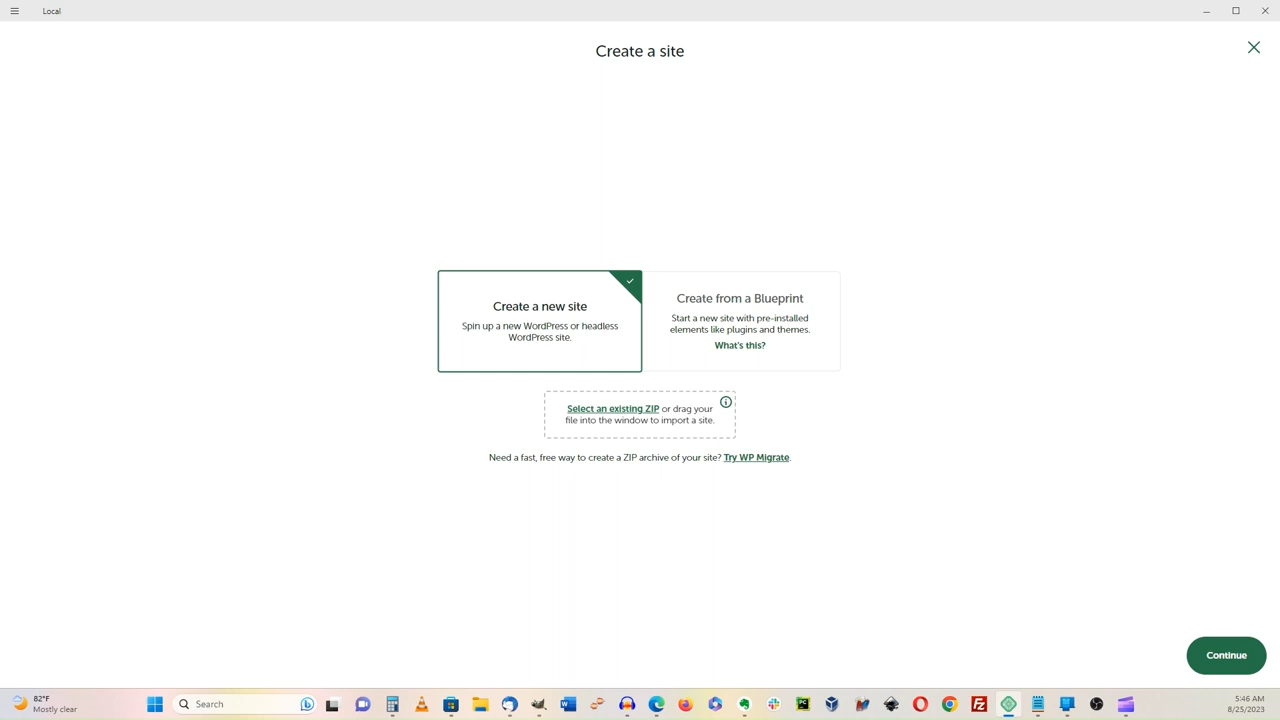 Local
Create a site
Create a new site
Spin up a new WordPress or headless
WordPress site.
Create from a Blueprint
Start a new site with pre-installed
elements like plugins and themes.
What's this?
Select an existing ZIP or drag your
file into the window to import a site.
Need a fast, free way to create a ZIP archive of your site? Try WP Migrate.
Continue
82°F
Mostly clear
Search
W
PC
FZ
5:46 AM
8/25/2023